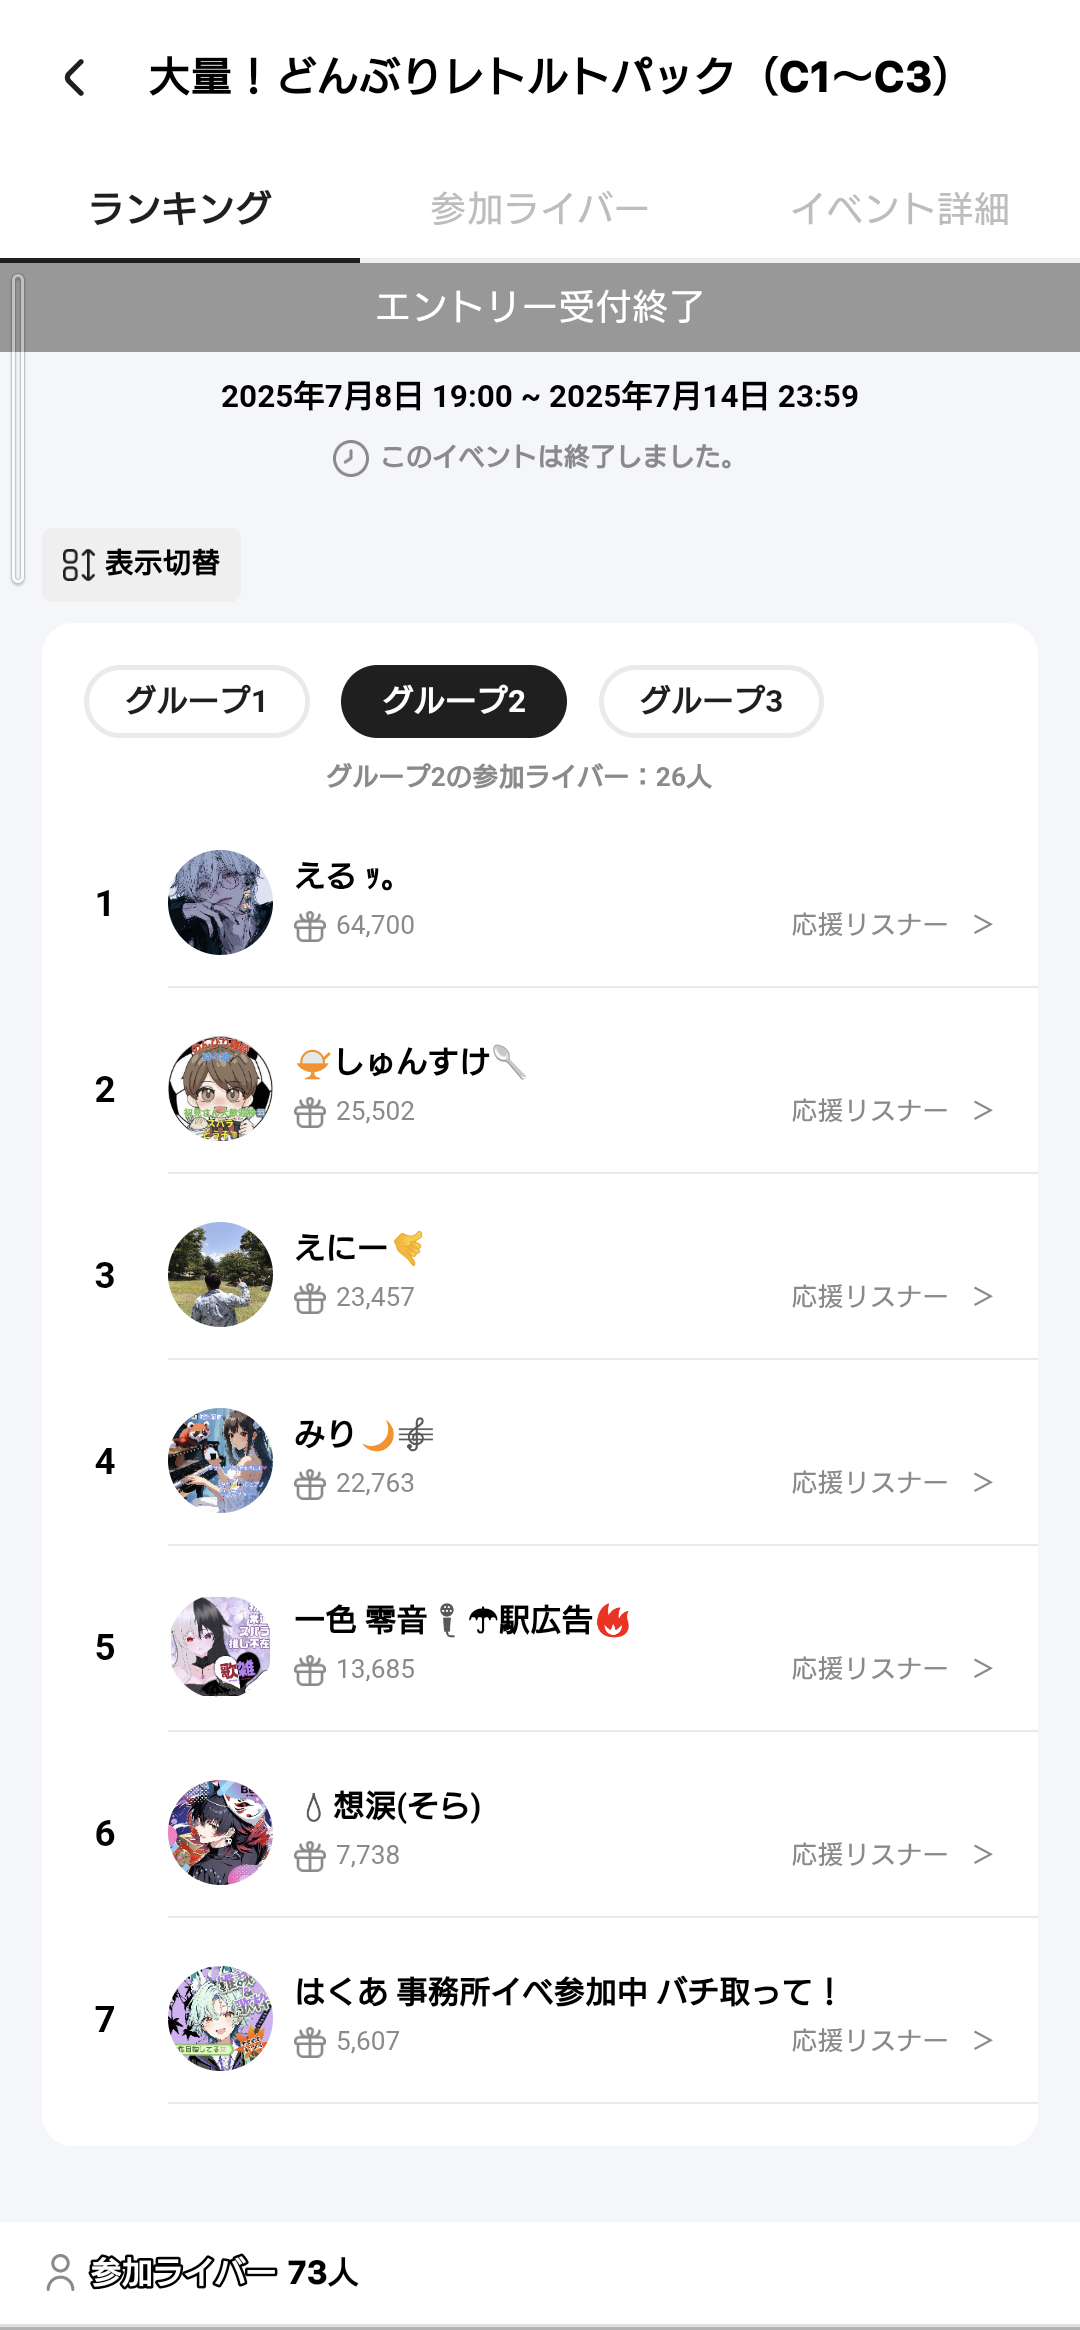 大量！どんぶりレトルトパック（C1〜C3）
ランキング
参加ライバー
イベント詳細
エントリー受付終了
2025年7月8日 19:00 ~ 2025年7月14日 23:59
このイベントは終了しました。
表示切替
グループ1
グループ2
グループ3
グループ2の参加ライバー：26人
1
える ｯ。
64,700
応援リスナー >
2
しゅんすけ🥄
25,502
応援リスナー >
3
えにー🤙
23,457
応援リスナー >
4
みり🌙🎼
22,763
応援リスナー >
5
一色 零音🎙☂駅広告🔥
13,685
応援リスナー >
6
💧想涙(そら)
7,738
応援リスナー >
7
はくあ 事務所イベ参加中 バチ取って！
5,607
応援リスナー >
参加ライバー 73人